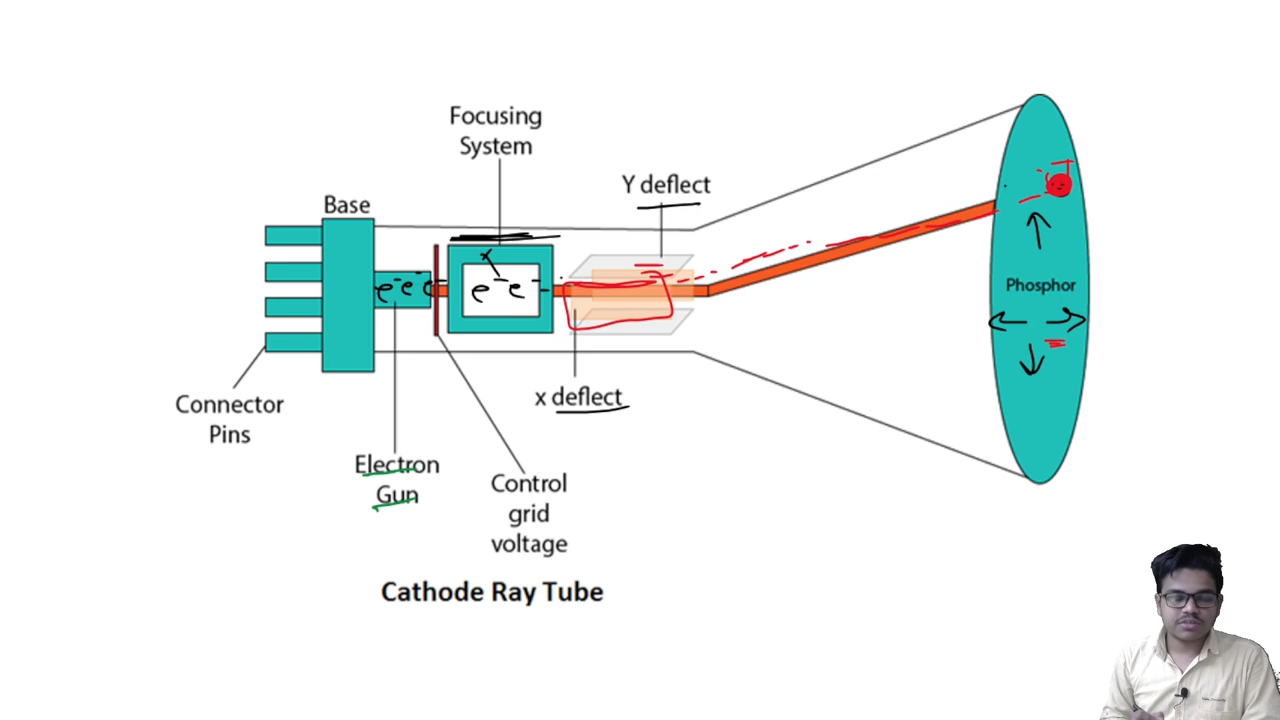 Focusing
System
Y deflect
Base
e⁻ e e⁻
e⁻ e⁻
Phosphor
x deflect
Connector
Pins
Electron
Gun
Control
grid
voltage
Cathode Ray Tube